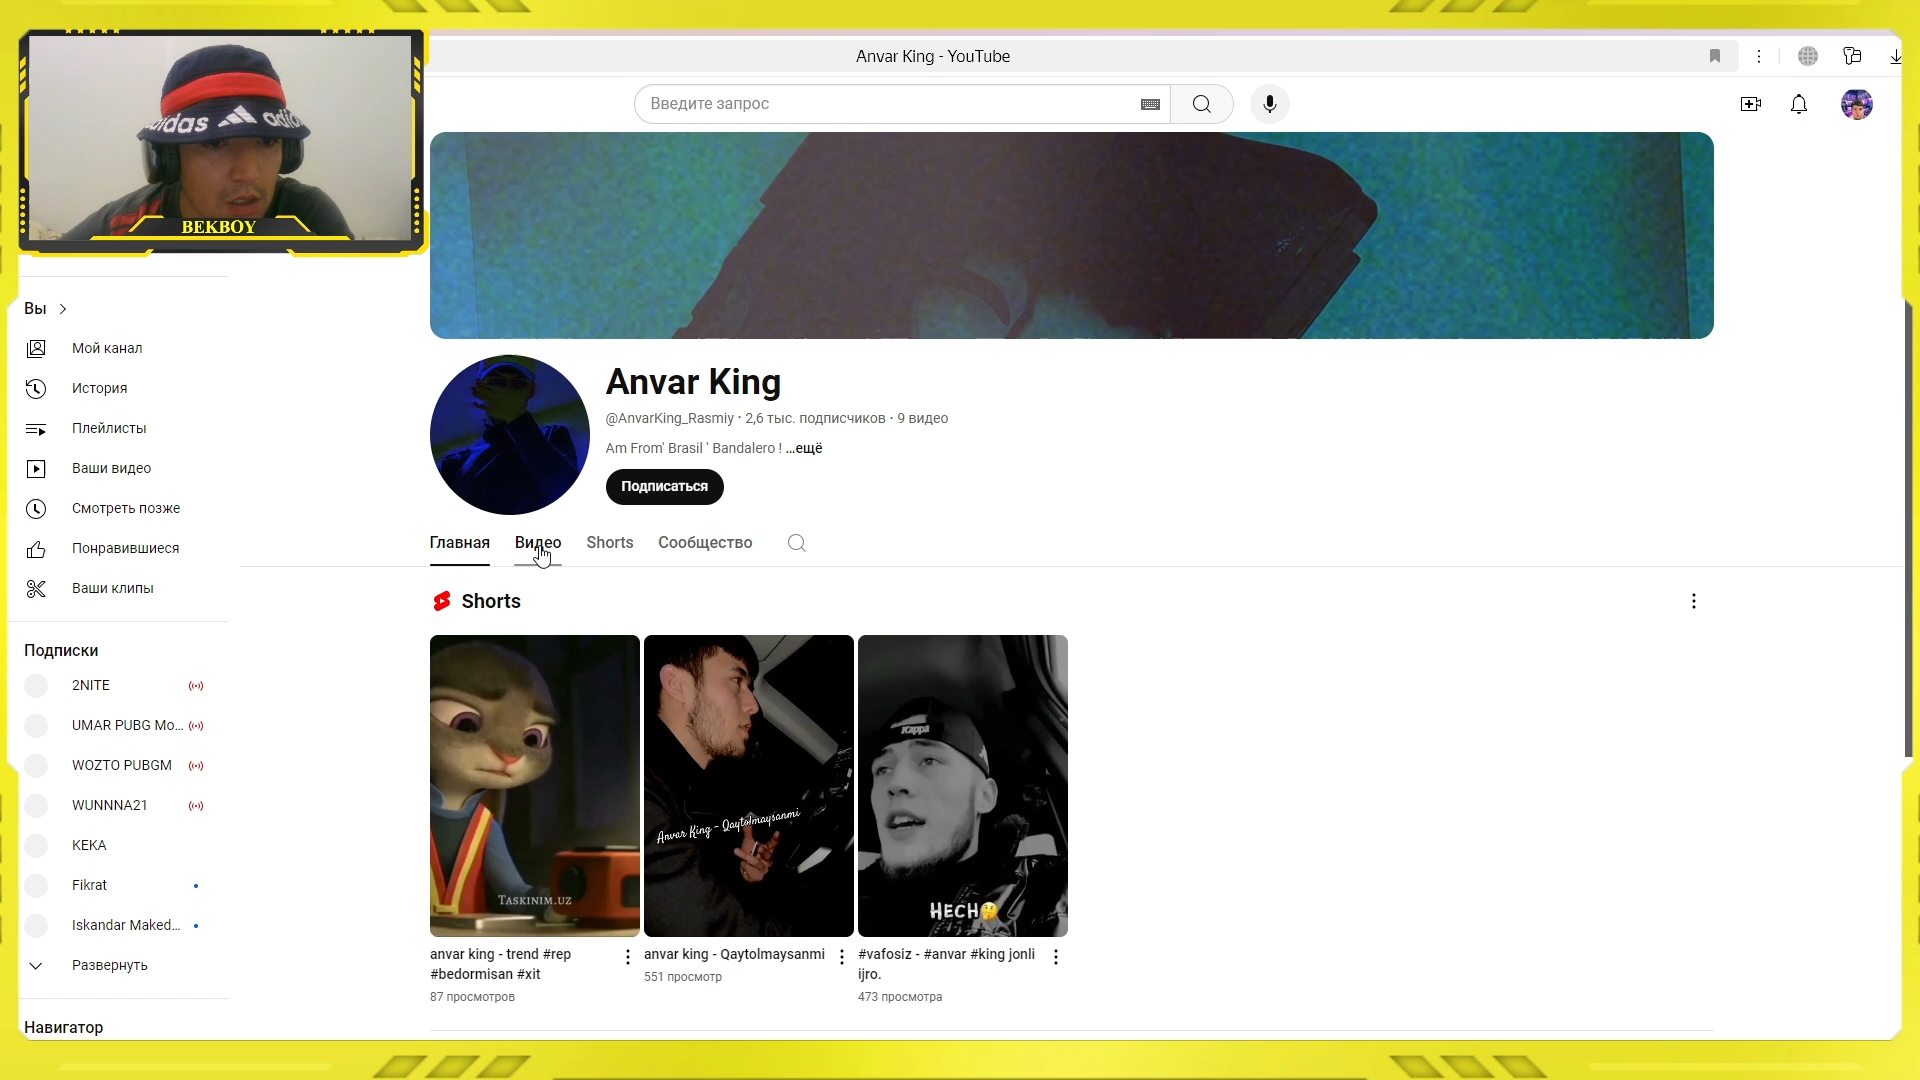 Anvar King - YouTube
Введите запрос
adidas
BEKBOY
Вы
Мой канал
История
Плейлисты
Ваши видео
Смотреть позже
Понравившиеся
Ваши клипы
Подписки
2NITE
UMAR PUBG Mo...
WOZTO PUBGM
WUNNNA21
KEKA
Fikrat
Iskandar Maked...
Развернуть
Навигатор
Anvar King
@AnvarKing_Rasmiy · 2,6 тыс. подписчиков · 9 видео
Am From' Brasil ' Bandalero ! ...ещё
Подписаться
Главная Видео Shorts Сообщество
Shorts
TASKINIM.UZ
Anvar King - Qaytolmaysanmi
Kappa
HECH🤔
anvar king - trend #rep
#bedormisan #xit
87 просмотров
anvar king - Qaytolmaysanmi
551 просмотр
#vafosiz - #anvar #king jonli
ijro.
473 просмотра